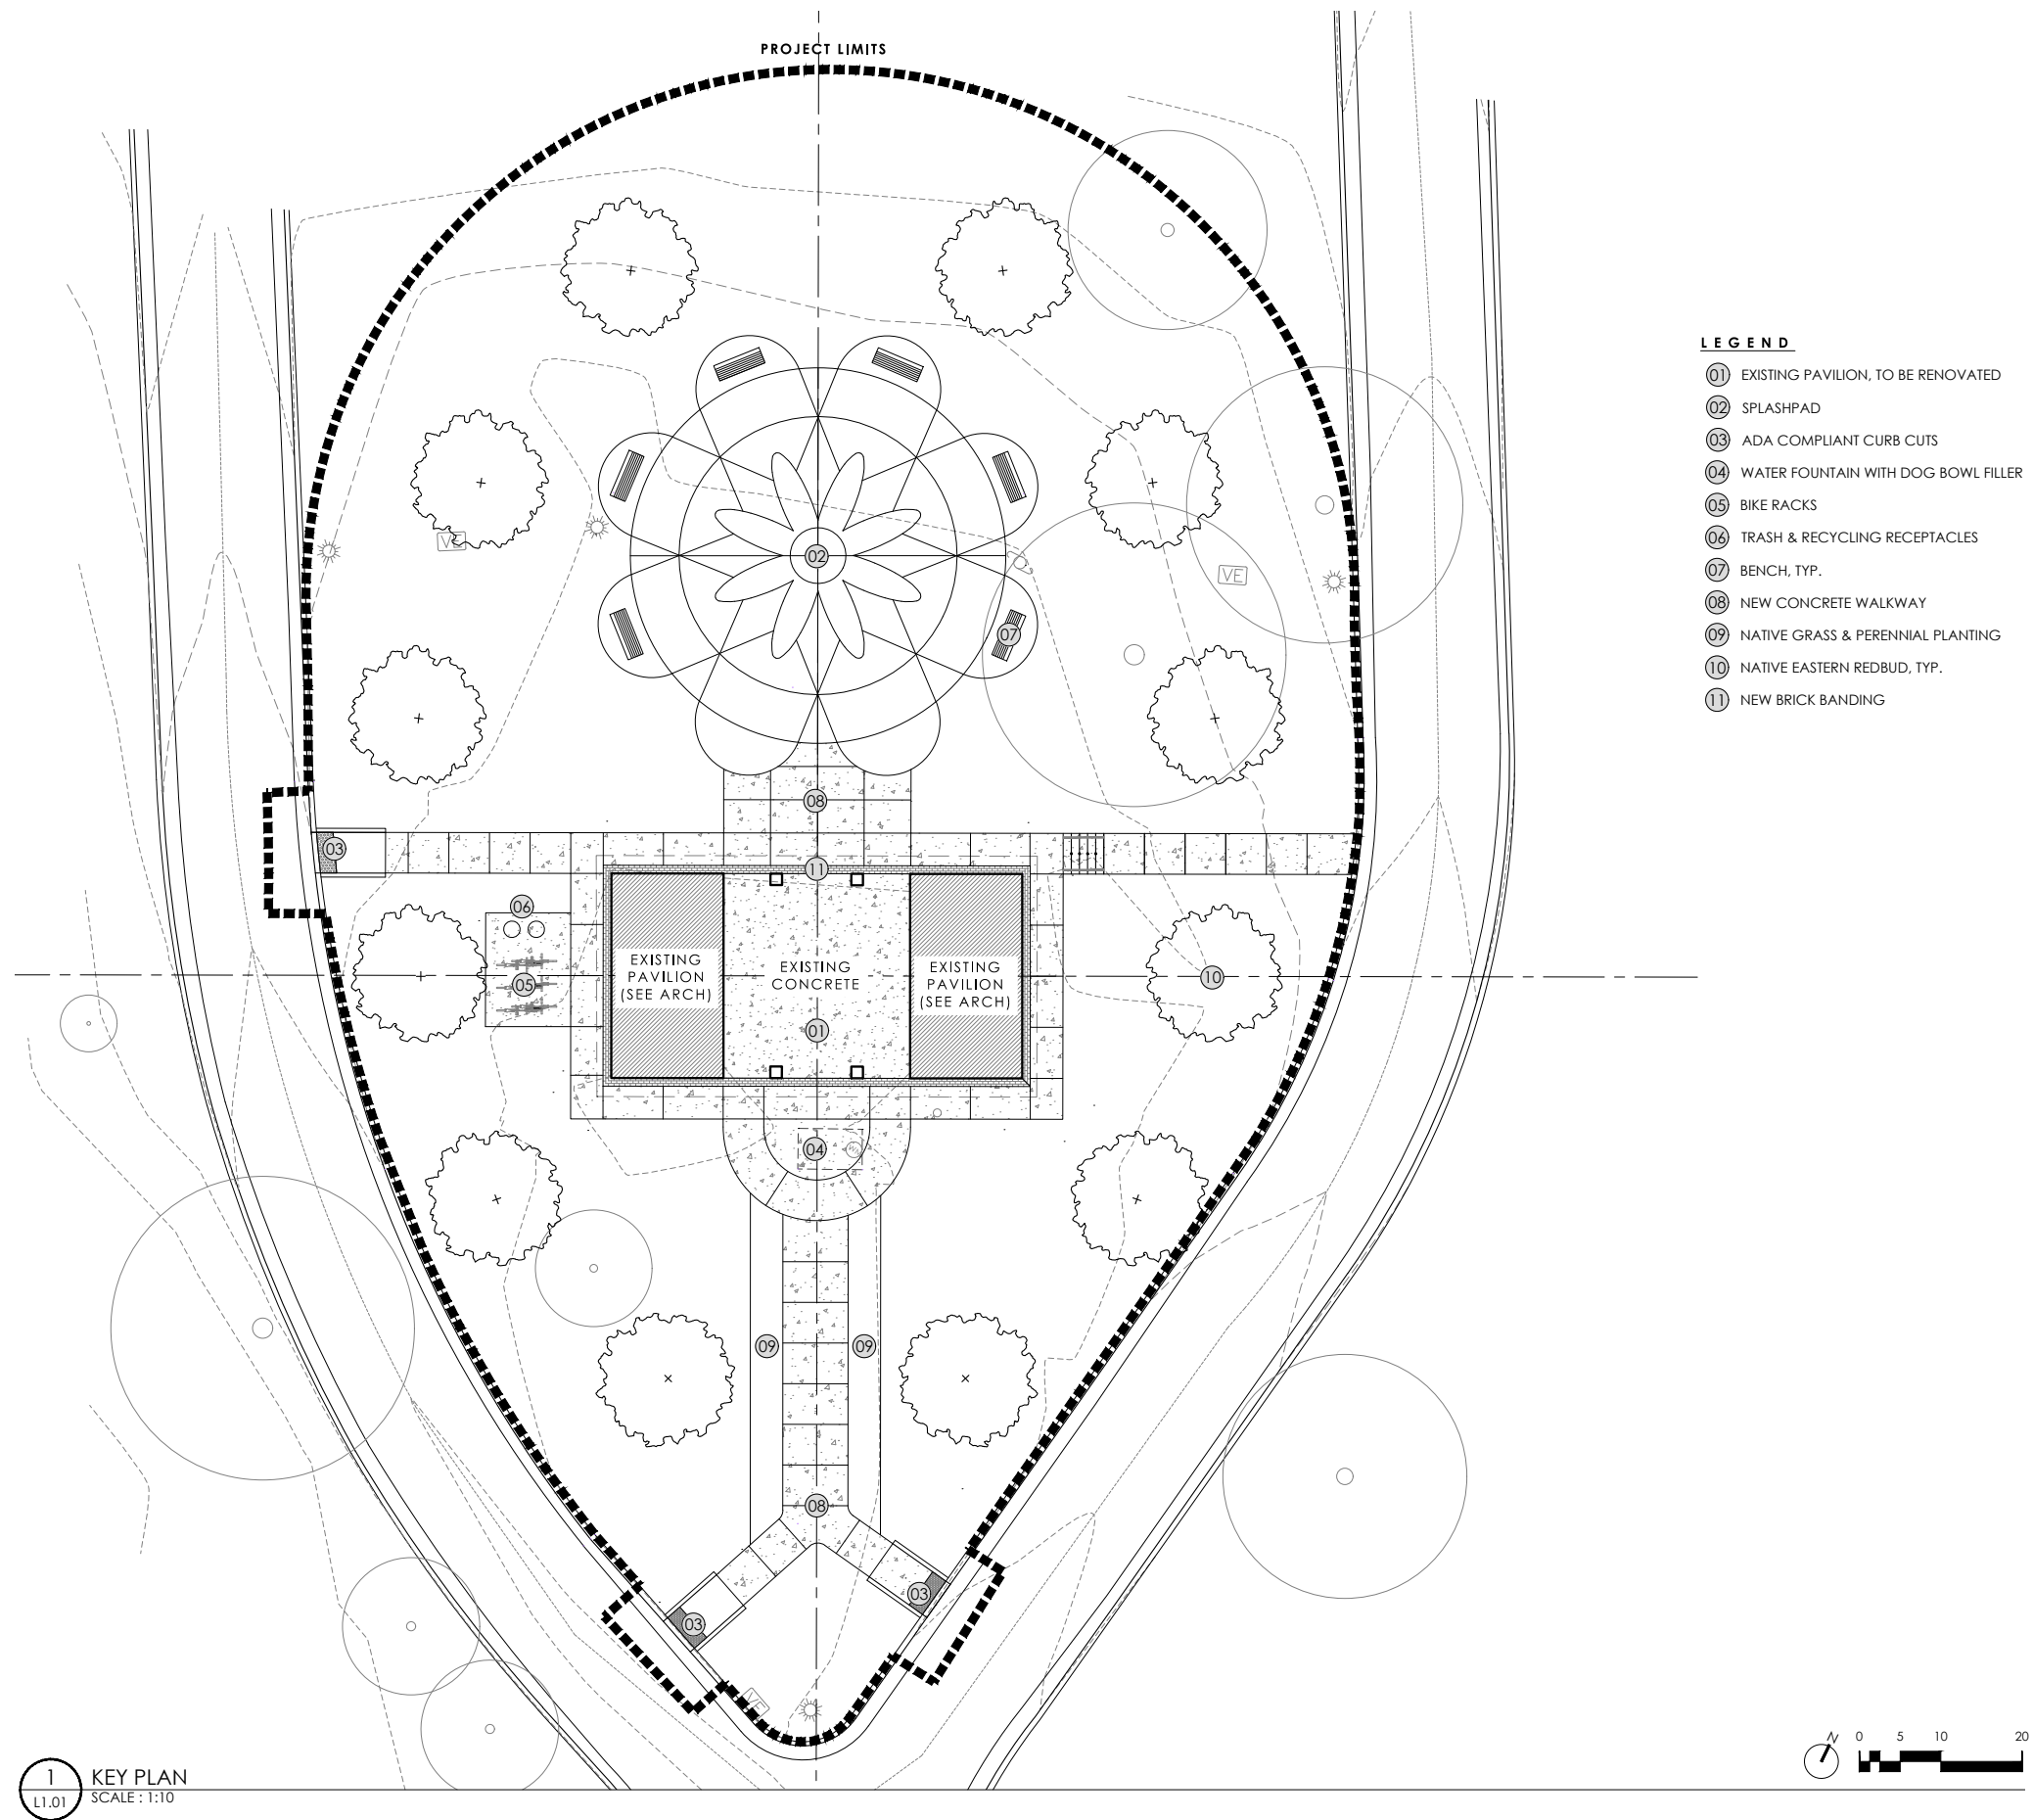 PROJECT LIMITS
LEGEND
01 EXISTING PAVILION, TO BE RENOVATED
02 SPLASHPAD
03 ADA COMPLIANT CURB CUTS
04 WATER FOUNTAIN WITH DOG BOWL FILLER
05 BIKE RACKS
06 TRASH & RECYCLING RECEPTACLES
07 BENCH, TYP.
08 NEW CONCRETE WALKWAY
09 NATIVE GRASS & PERENNIAL PLANTING
10 NATIVE EASTERN REDBUD, TYP.
11 NEW BRICK BANDING
VE
02
VE
07
08
03
11
06
EXISTING
PAVILION
(SEE ARCH)
EXISTING
CONCRETE
EXISTING
PAVILION
(SEE ARCH)
05
10
01
04
09
09
08
03
03
VE
N
0 5 10 20
1
L1.01
KEY PLAN
SCALE : 1:10